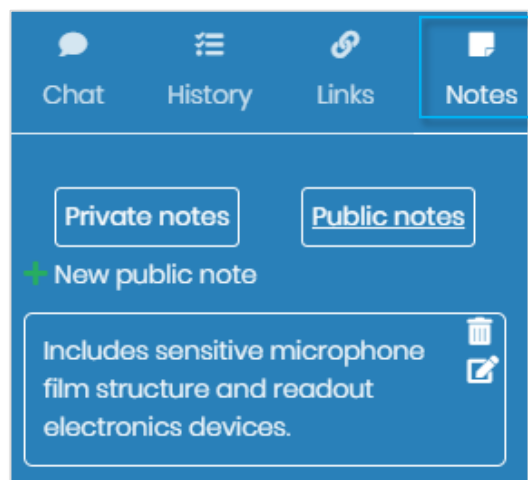 Chat History Links Notes
Private notes Public notes
New public note
Includes sensitive microphone
film structure and readout
electronics devices.